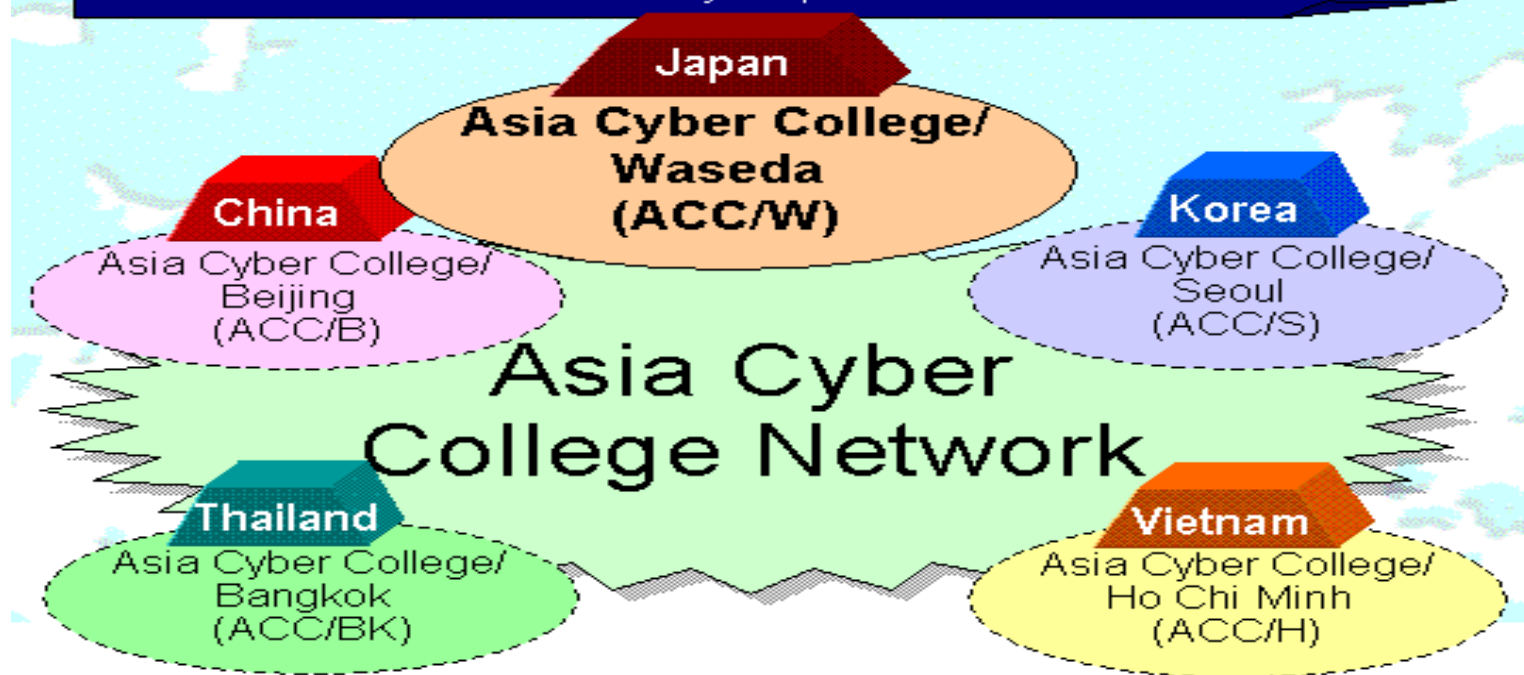 Japan
Asia Cyber College/
Waseda
(ACC/W)
China
Asia Cyber College/
Beijing
(ACC/B)
Korea
Asia Cyber College/
Seoul
(ACC/S)
Asia Cyber
College Network
Thailand
Asia Cyber College/
Bangkok
(ACC/BK)
Vietnam
Asia Cyber College/
Ho Chi Minh
(ACC/H)